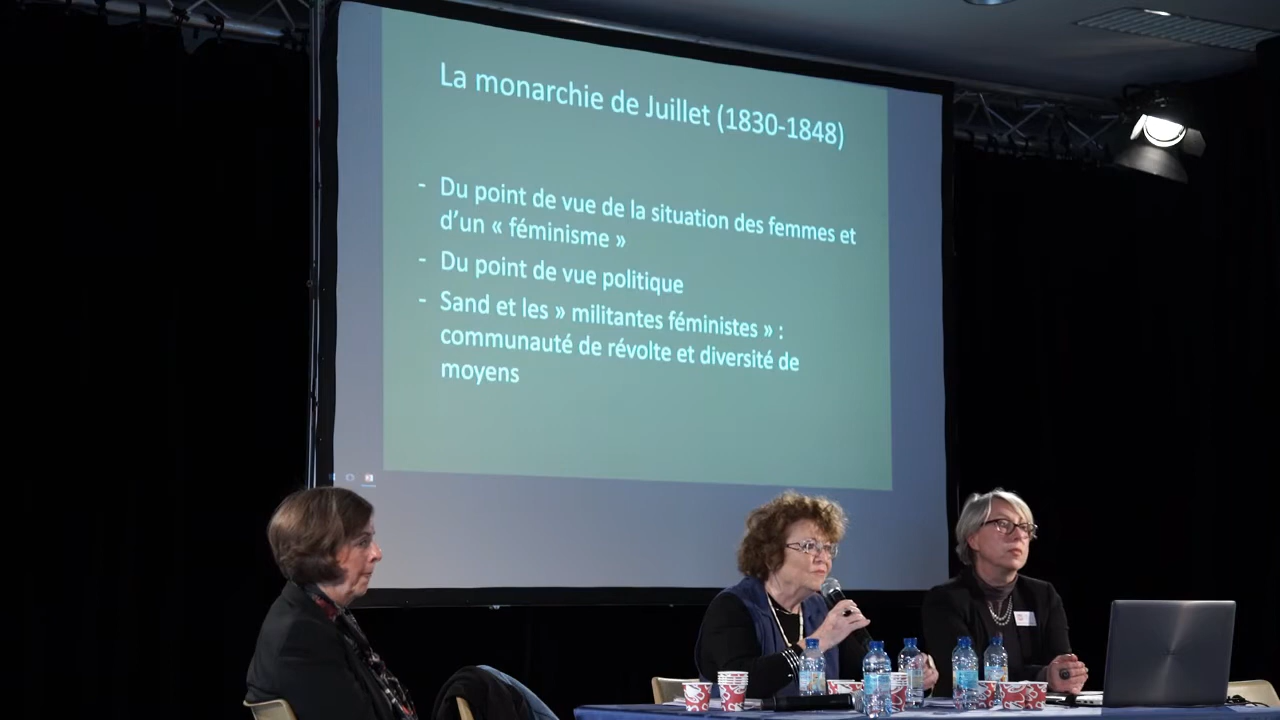 La monarchie de Juillet (1830-1848)
- Du point de vue de la situation des femmes et
d’un « féminisme »
- Du point de vue politique
- Sand et les » militantes féministes » :
communauté de révolte et diversité de
moyens